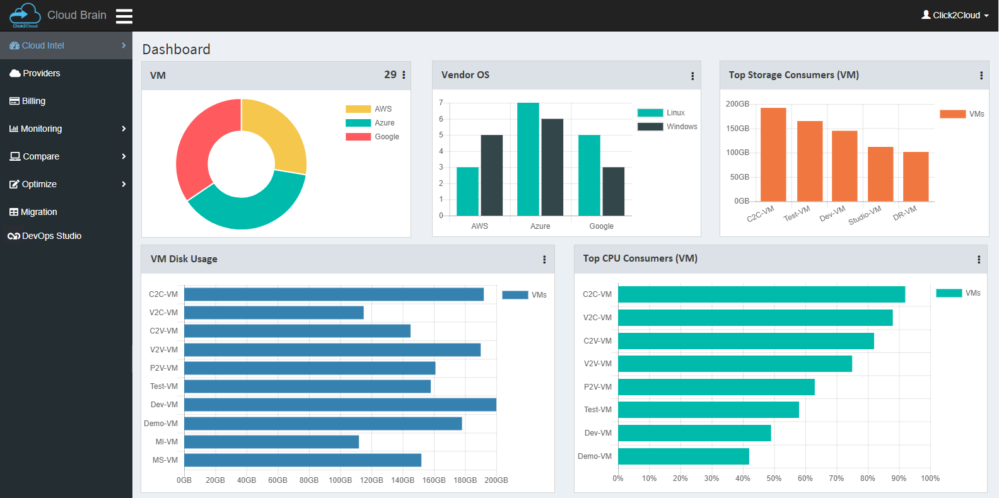 Click2Cloud
Cloud Brain
Click2Cloud
Cloud Intel
Providers
Billing
Monitoring
Compare
Optimize
Migration
DevOps Studio
Dashboard
VM 29
AWS
Azure
Google
Vendor OS
7
6
5
4
3
2
1
0
AWS Azure Google
Linux
Windows
Top Storage Consumers (VM)
200GB
150GB
100GB
50GB
0GB
C2C-VM Test-VM Dev-VM Studio-VM DR-VM
VMs
VM Disk Usage
C2C-VM
V2C-VM
C2V-VM
V2V-VM
P2V-VM
Test-VM
Dev-VM
Demo-VM
MI-VM
MS-VM
0GB 20GB 40GB 60GB 80GB 100GB 120GB 140GB 160GB 180GB 200GB
VMs
Top CPU Consumers (VM)
C2C-VM
V2C-VM
C2V-VM
V2V-VM
P2V-VM
Test-VM
Dev-VM
Demo-VM
0% 10% 20% 30% 40% 50% 60% 70% 80% 90% 100%
VMs